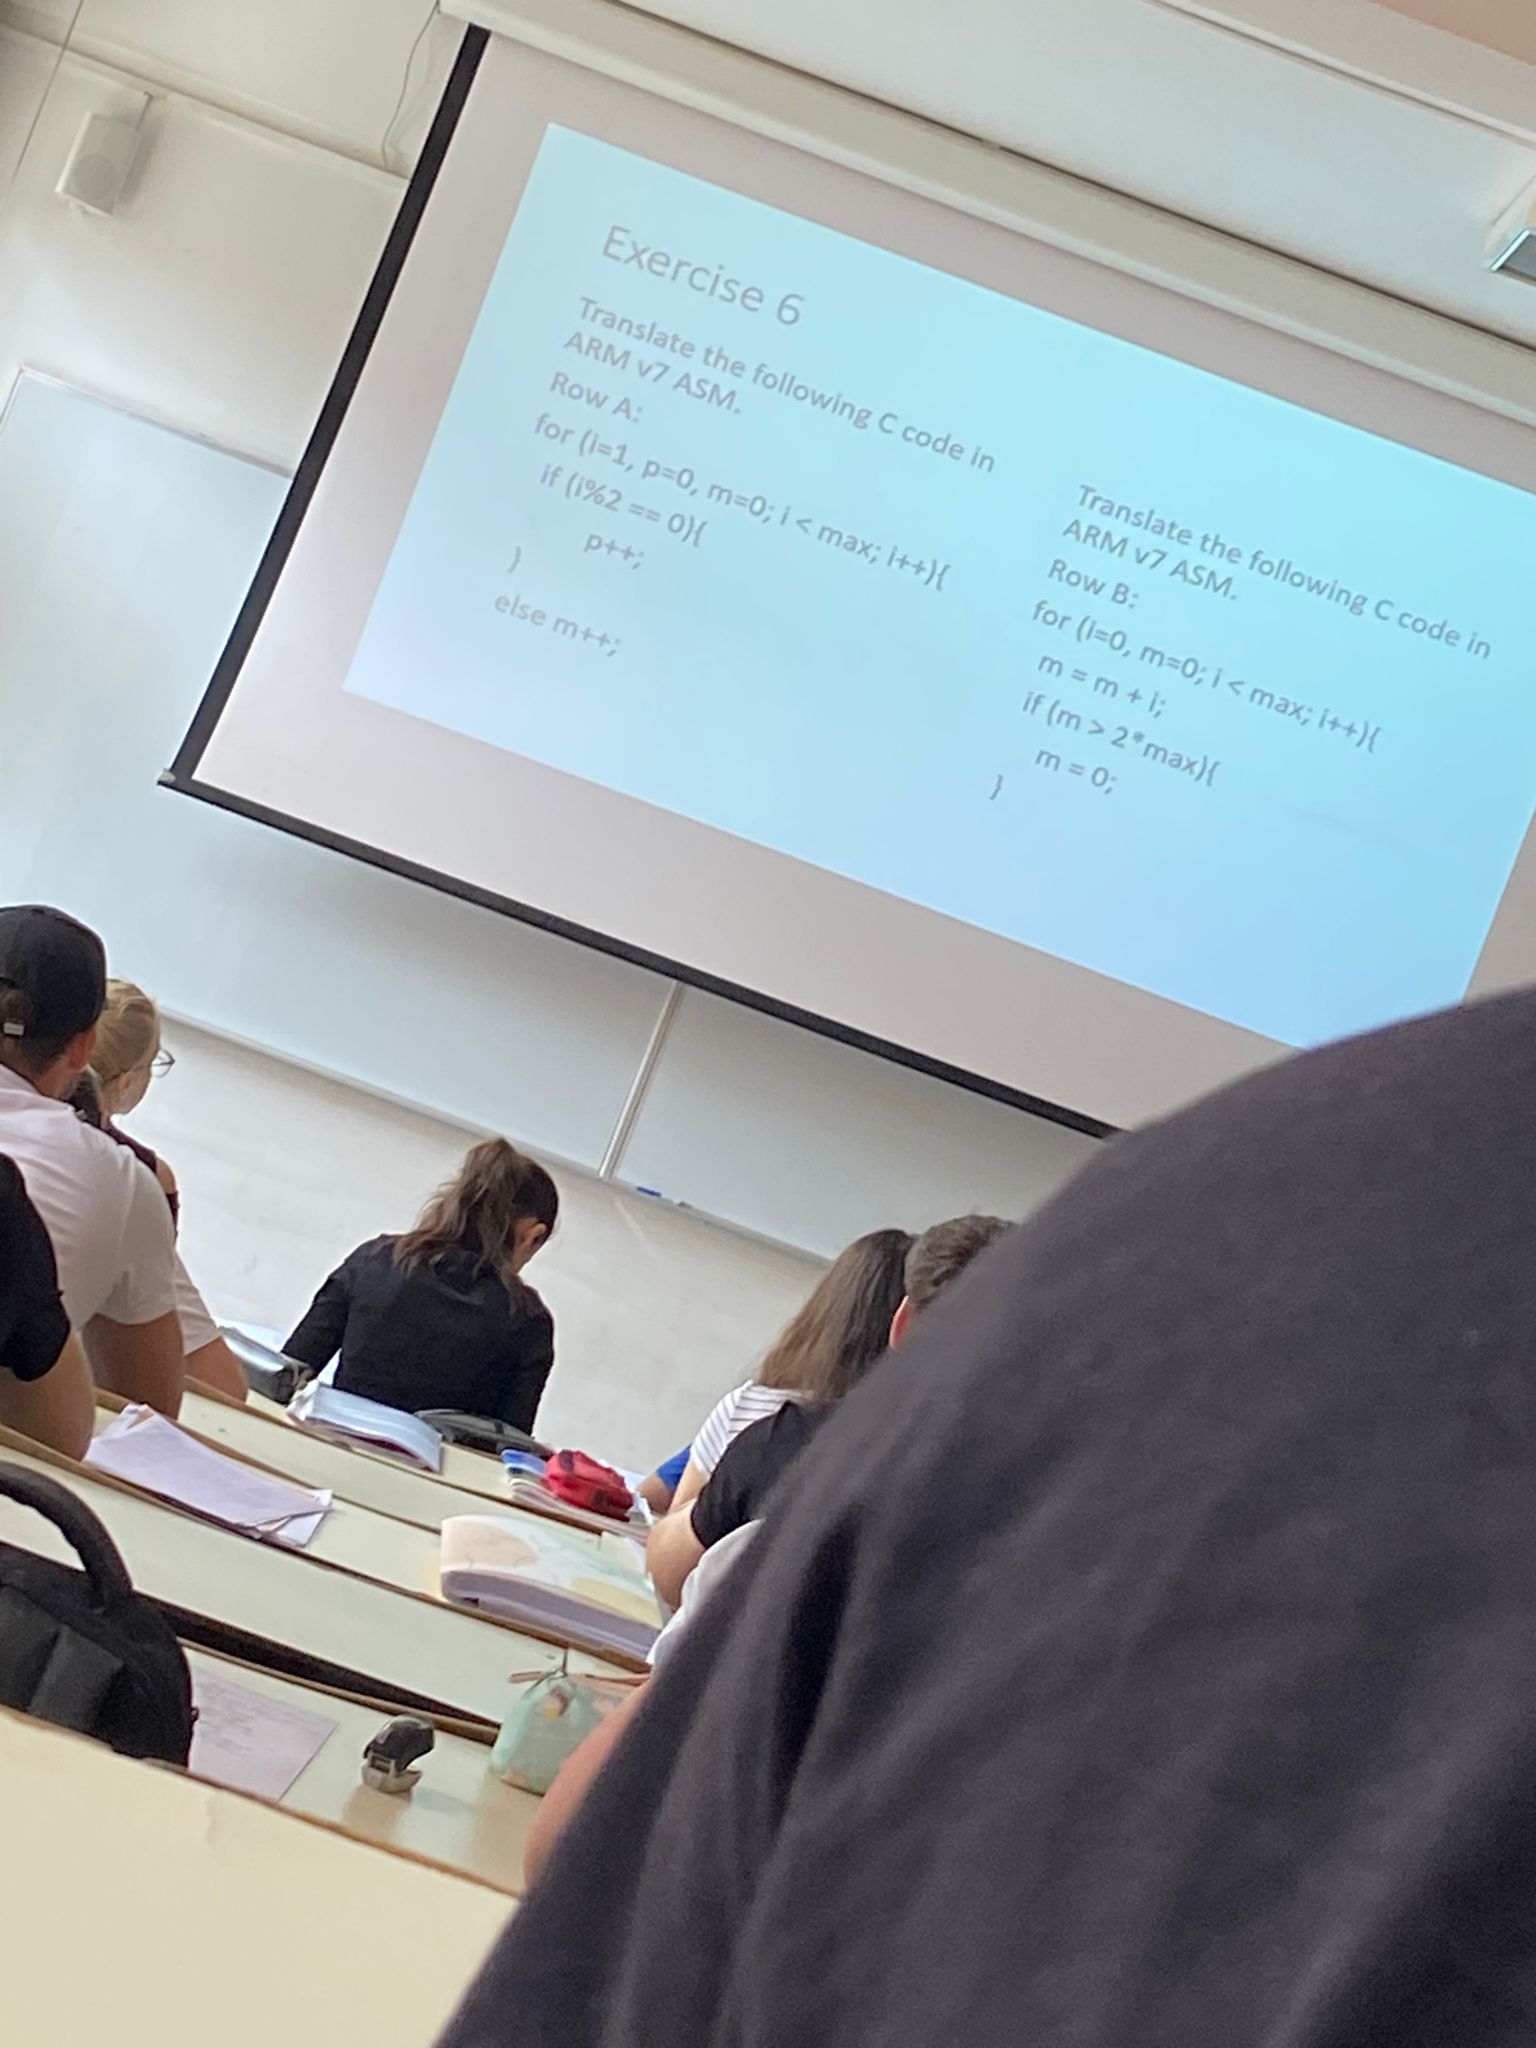 Exercise 6
Translate the following C code in
ARM v7 ASM.
Row A:
for (i=1, p=0, m=0; i < max; i++){
if (i%2 == 0){
p++;
}
else m++;
Translate the following C code in
ARM v7 ASM.
Row B:
for (i=0, m=0; i < max; i++){
m = m + i;
if (m > 2*max){
m = 0;
}